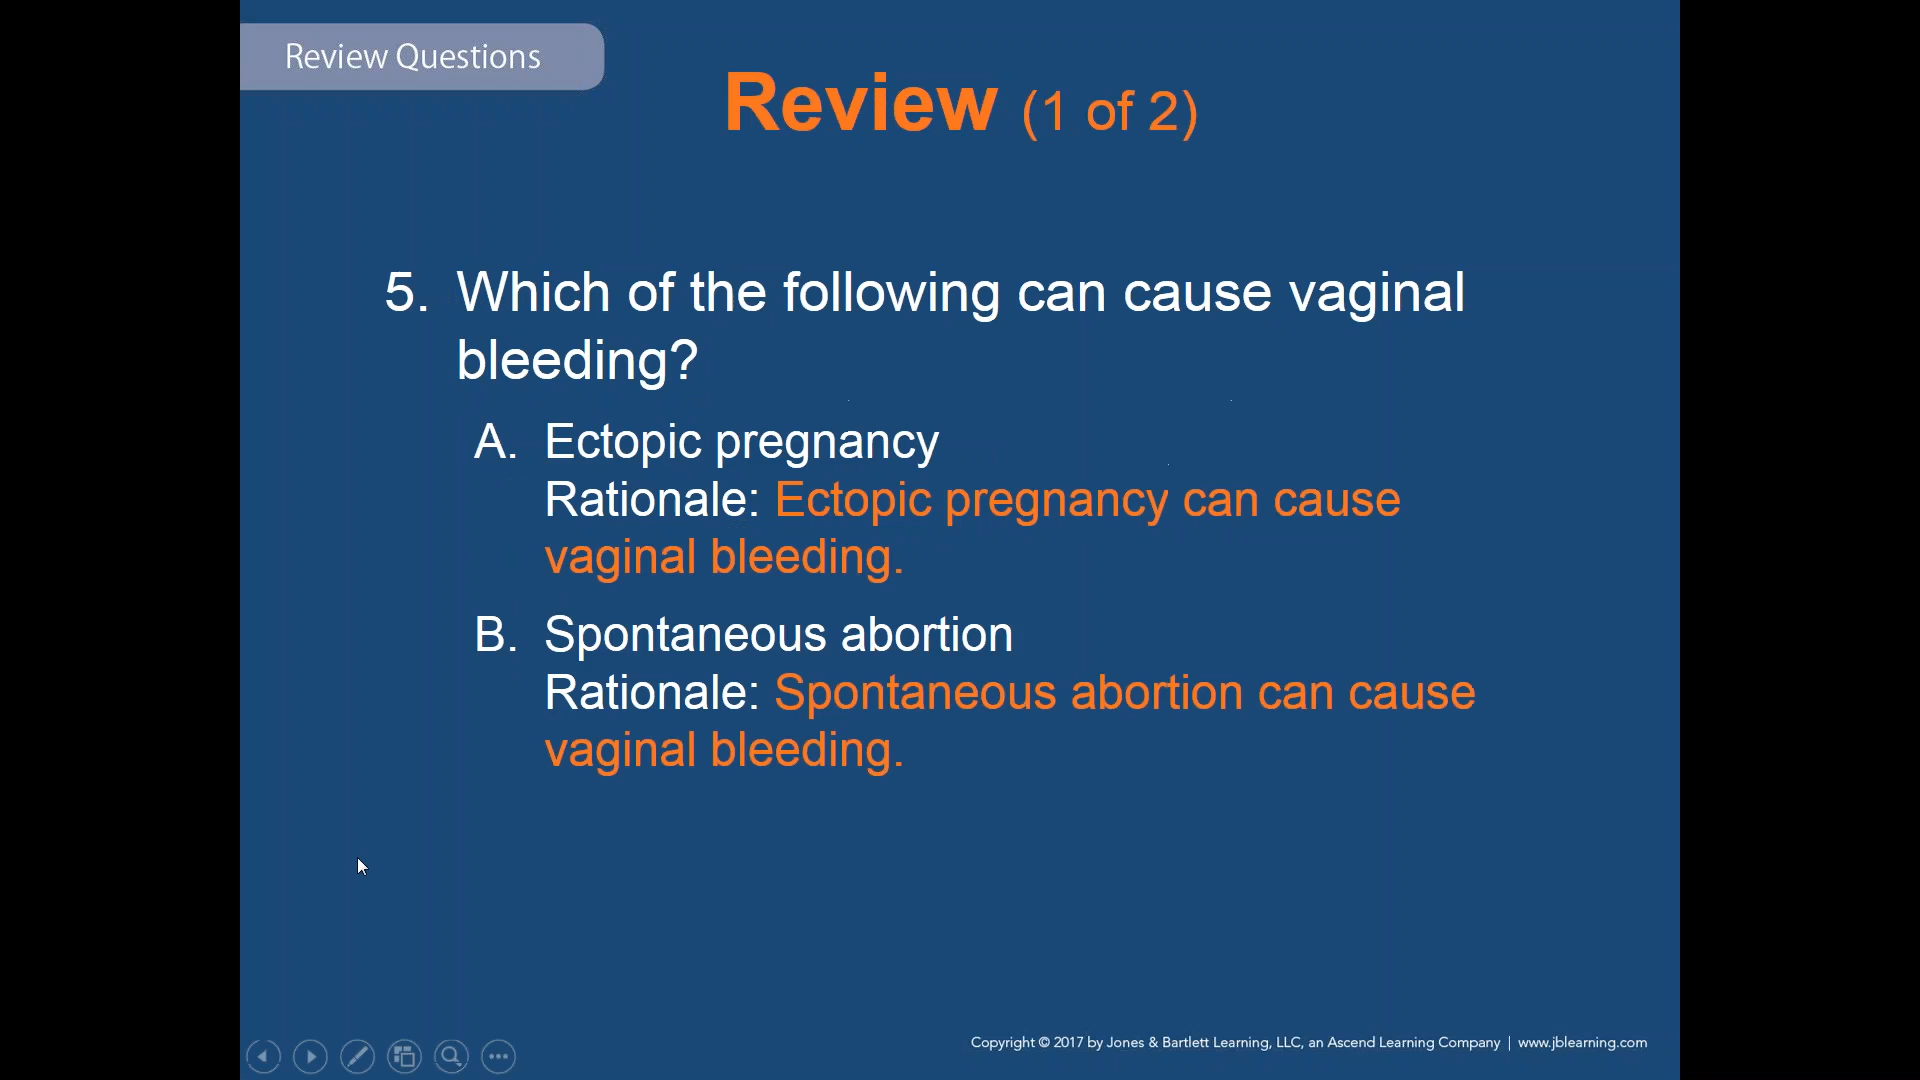 Review Questions
Review (1 of 2)
5. Which of the following can cause vaginal
bleeding?
A. Ectopic pregnancy
Rationale: Ectopic pregnancy can cause
vaginal bleeding.
B. Spontaneous abortion
Rationale: Spontaneous abortion can cause
vaginal bleeding.
Copyright © 2017 by Jones & Bartlett Learning, LLC, an Ascend Learning Company | www.jblearning.com